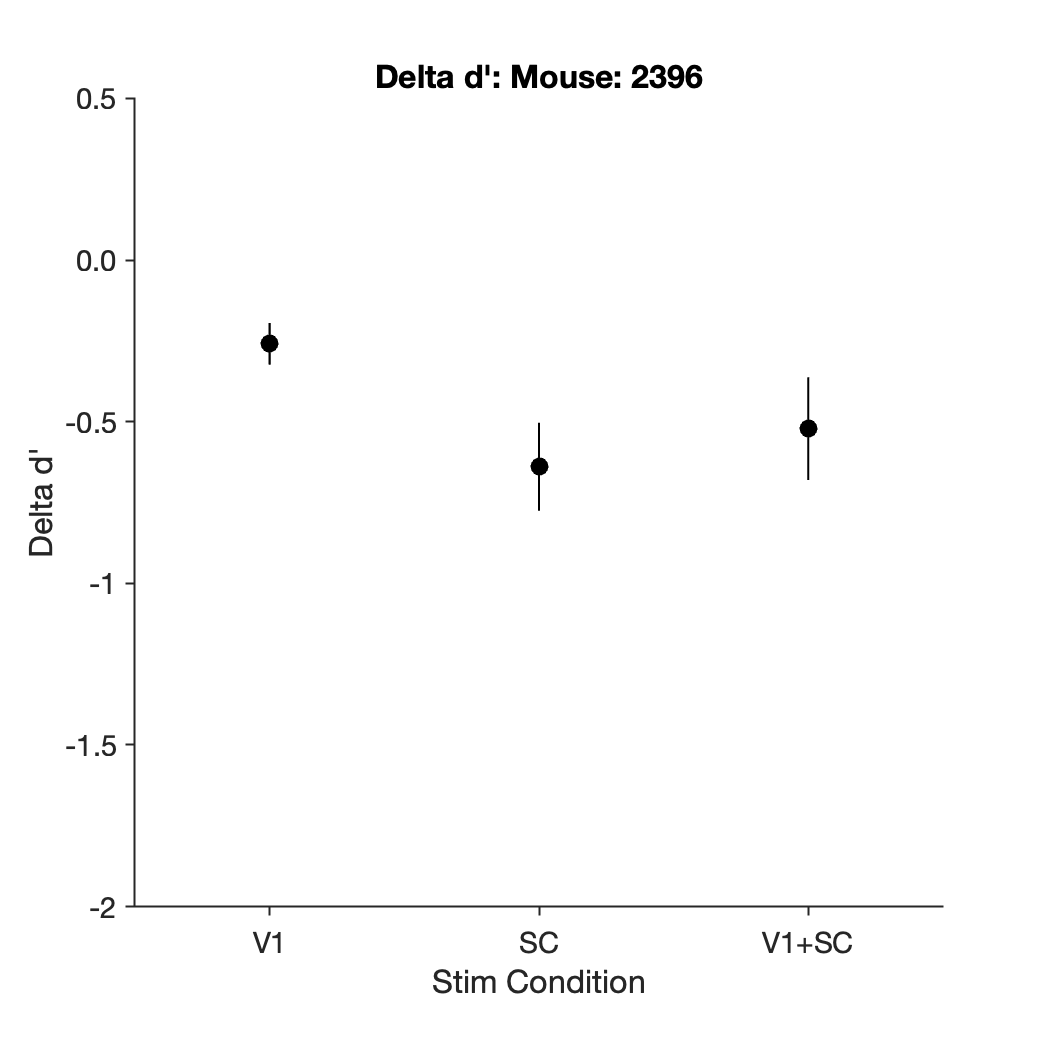 Delta d': Mouse: 2396
0.5
0.0
-0.5
-1
-1.5
-2
Delta d'
V1
SC
V1+SC
Stim Condition